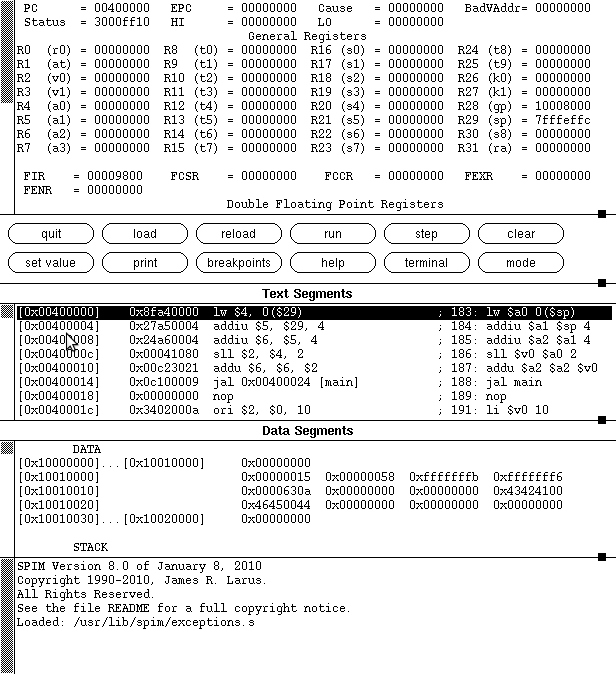 PC = 00400000 EPC = 00000000 Cause = 00000000 BadVAddr= 00000000
Status = 3000ff10 HI = 00000000 LO = 00000000
General Registers
R0 (r0) = 00000000 R8 (t0) = 00000000 R16 (s0) = 00000000 R24 (t8) = 00000000
R1 (at) = 00000000 R9 (t1) = 00000000 R17 (s1) = 00000000 R25 (t9) = 00000000
R2 (v0) = 00000000 R10 (t2) = 00000000 R18 (s2) = 00000000 R26 (k0) = 00000000
R3 (v1) = 00000000 R11 (t3) = 00000000 R19 (s3) = 00000000 R27 (k1) = 00000000
R4 (a0) = 00000000 R12 (t4) = 00000000 R20 (s4) = 00000000 R28 (gp) = 10008000
R5 (a1) = 00000000 R13 (t5) = 00000000 R21 (s5) = 00000000 R29 (sp) = 7fffeffc
R6 (a2) = 00000000 R14 (t6) = 00000000 R22 (s6) = 00000000 R30 (s8) = 00000000
R7 (a3) = 00000000 R15 (t7) = 00000000 R23 (s7) = 00000000 R31 (ra) = 00000000
FIR = 00009800 FCSR = 00000000 FCCR = 00000000 FEXR = 00000000
FENR = 00000000
Double Floating Point Registers
quit load reload run step clear
set value print breakpoints help terminal mode
Text Segments
[0x00400000] 0x8fa40000 lw $4, 0($29) ; 183: lw $a0 0($sp)
[0x00400004] 0x27a50004 addiu $5, $29, 4 ; 184: addiu $a1 $sp 4
[0x00400008] 0x24a60004 addiu $6, $5, 4 ; 185: addiu $a2 $a1 4
[0x0040000c] 0x00041080 sll $2, $4, 2 ; 186: sll $v0 $a0 2
[0x00400010] 0x00c23021 addu $6, $6, $2 ; 187: addu $a2 $a2 $v0
[0x00400014] 0x0c100009 jal 0x00400024 [main] ; 188: jal main
[0x00400018] 0x00000000 nop ; 189: nop
[0x0040001c] 0x3402000a ori $2, $0, 10 ; 191: li $v0 10
Data Segments
DATA
[0x10000000]...[0x10010000] 0x00000000
[0x10010000] 0x00000015 0x00000058 0xfffffffb 0xfffffff6
[0x10010010] 0x0000630a 0x00000000 0x00000000 0x43424100
[0x10010020] 0x46450044 0x00000000 0x00000000 0x00000000
[0x10010030]...[0x10020000] 0x00000000
STACK
SPIM Version 8.0 of January 8, 2010
Copyright 1990-2010, James R. Larus.
All Rights Reserved.
See the file README for a full copyright notice.
Loaded: /usr/lib/spim/exceptions.s